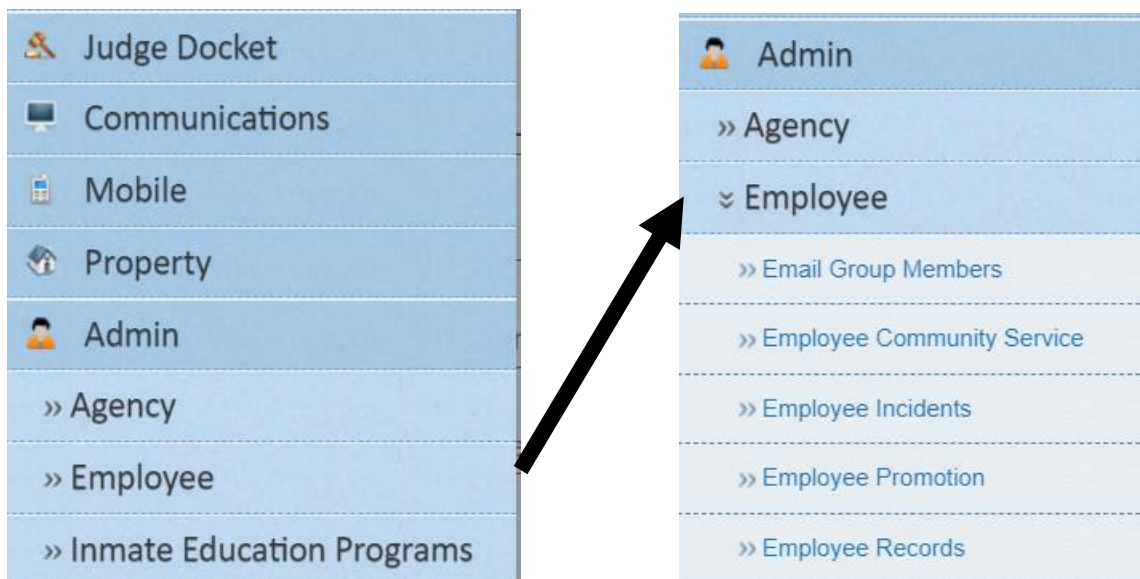 Judge Docket
Communications
Mobile
Property
Admin
» Agency
» Employee
» Inmate Education Programs
Admin
» Agency
Employee
» Email Group Members
» Employee Community Service
» Employee Incidents
» Employee Promotion
» Employee Records